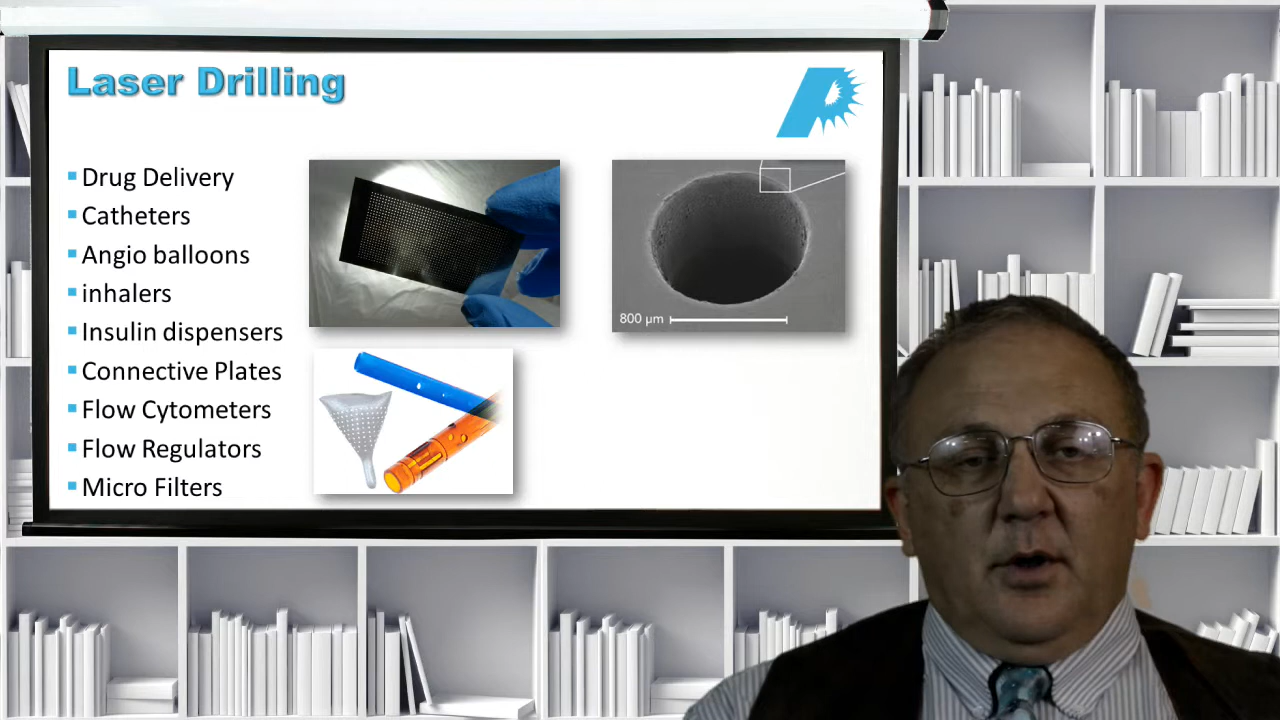 Laser Drilling
Drug Delivery
Catheters
Angio balloons
inhalers
Insulin dispensers
Connective Plates
Flow Cytometers
Flow Regulators
Micro Filters
800 µm